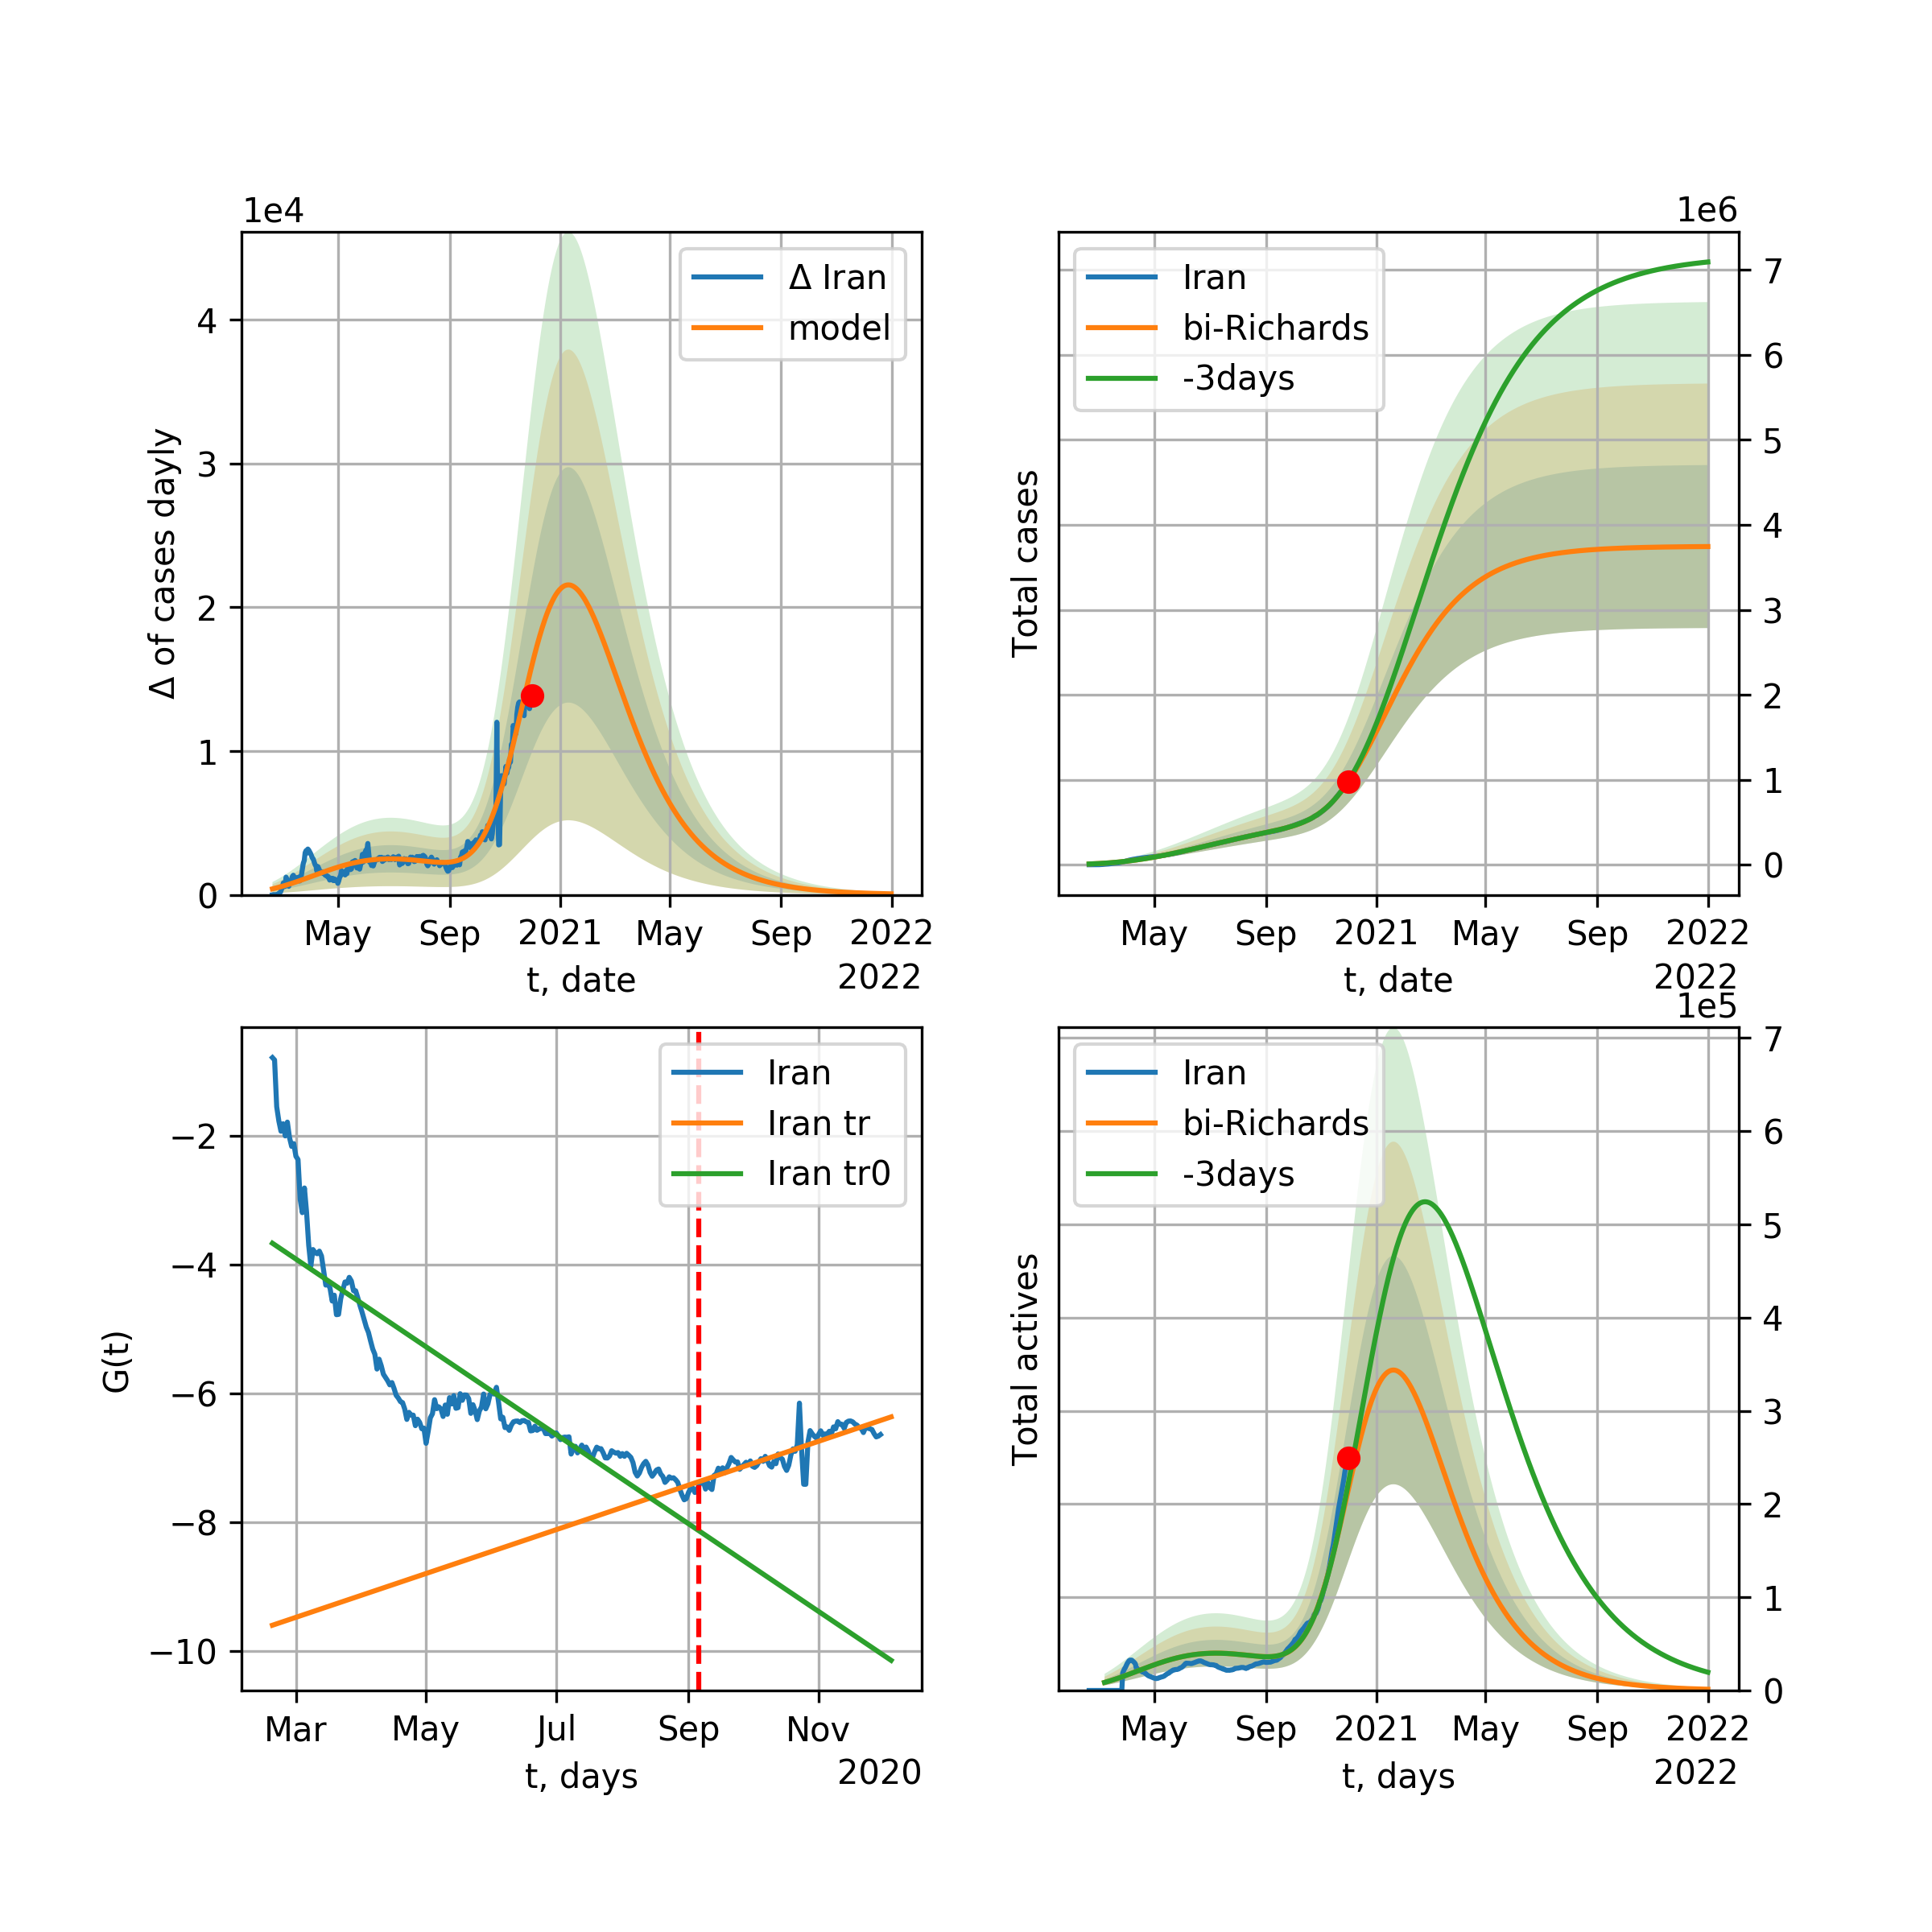 1e4
Δ of cases dayly
4
3
2
1
0
Δ Iran
model
May Sep 2021 May Sep 2022
t, date
2022
1e6
Total cases
Iran
bi-Richards
-3days
7
6
5
4
3
2
1
0
May Sep 2021 May Sep 2022
t, date
2022
G(t)
−2
−4
−6
−8
−10
Iran
Iran tr
Iran tr0
Mar May Jul Sep Nov
t, days
2020
1e5
Total actives
Iran
bi-Richards
-3days
7
6
5
4
3
2
1
0
May Sep 2021 May Sep 2022
t, days
2022